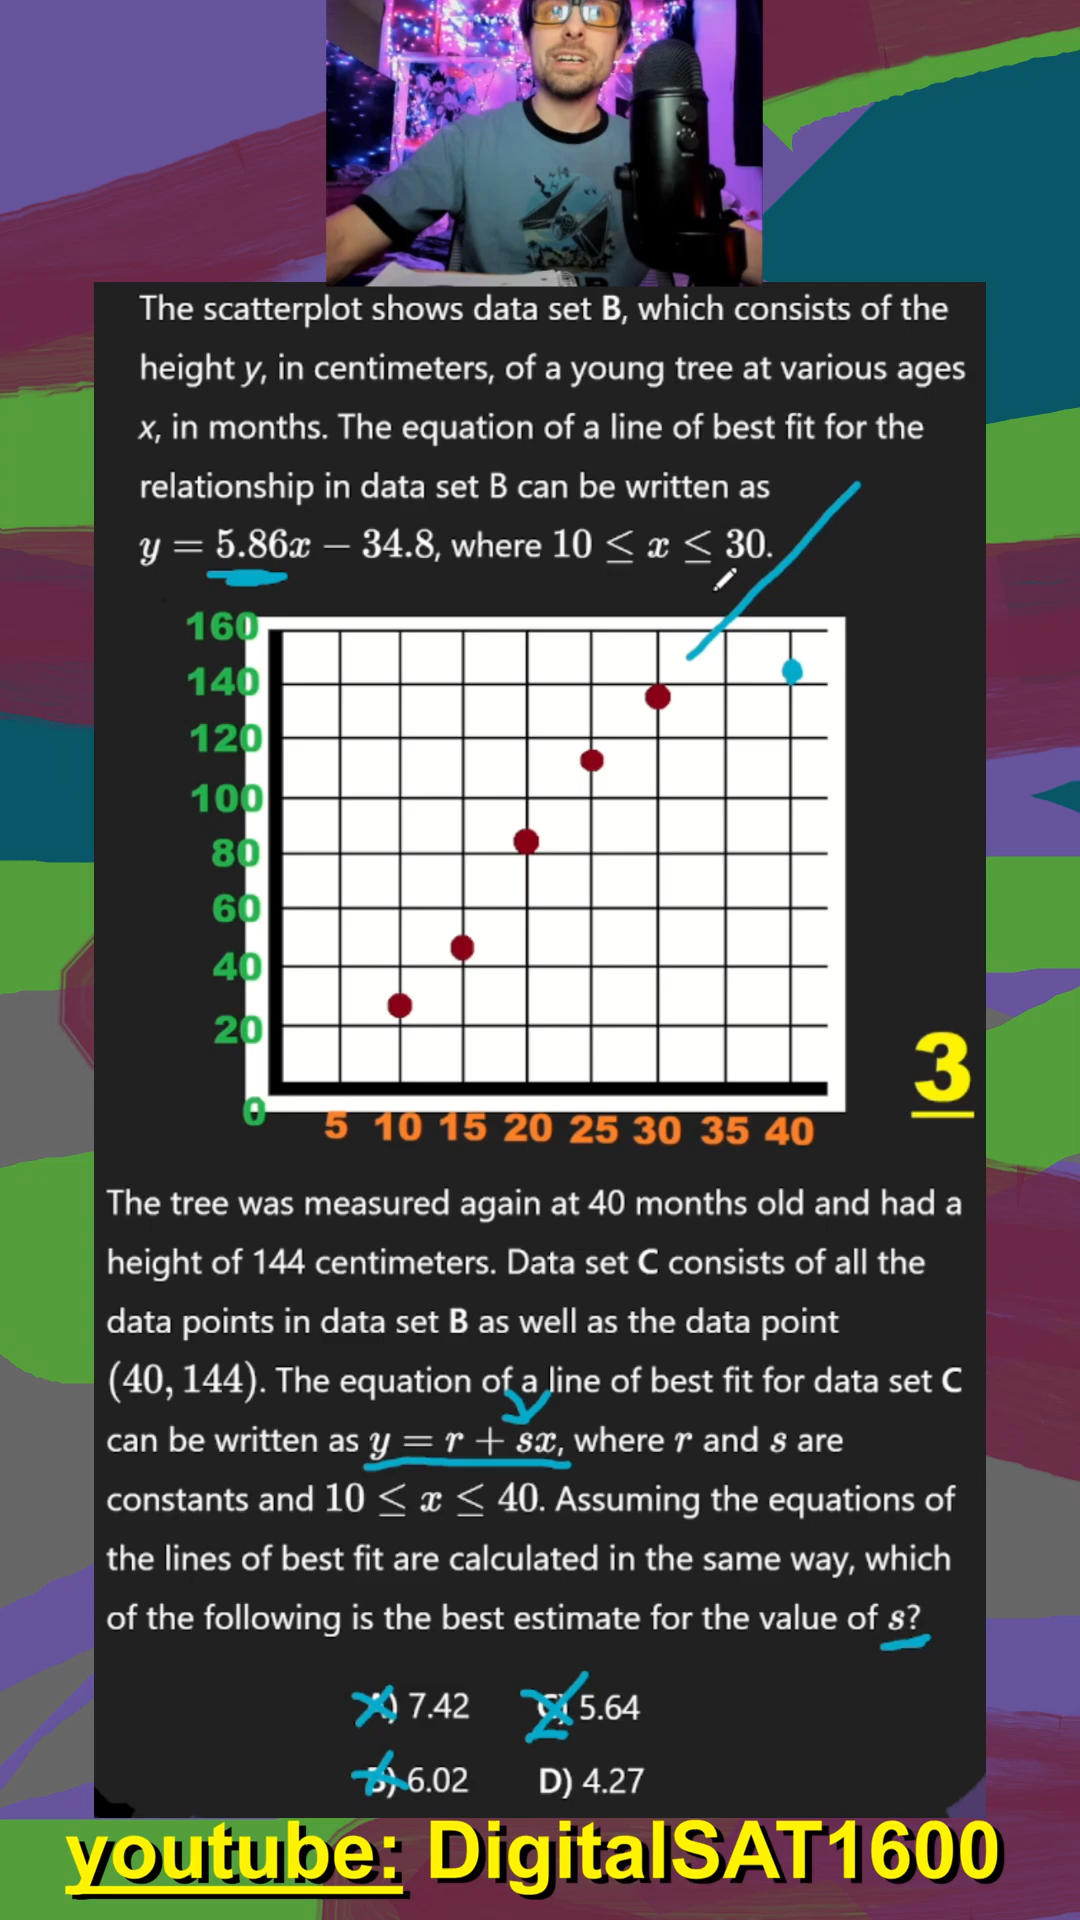 The scatterplot shows data set B, which consists of the
height y, in centimeters, of a young tree at various ages
x, in months. The equation of a line of best fit for the
relationship in data set B can be written as
y = 5.86x − 34.8, where 10 ≤ x ≤ 30.
160
140
120
100
80
60
40
20
0
5 10 15 20 25 30 35 40
3
The tree was measured again at 40 months old and had a
height of 144 centimeters. Data set C consists of all the
data points in data set B as well as the data point
(40, 144). The equation of a line of best fit for data set C
can be written as y = r + sx, where r and s are
constants and 10 ≤ x ≤ 40. Assuming the equations of
the lines of best fit are calculated in the same way, which
of the following is the best estimate for the value of s?
A) 7.42 C) 5.64
B) 6.02 D) 4.27
youtube: DigitalSAT1600